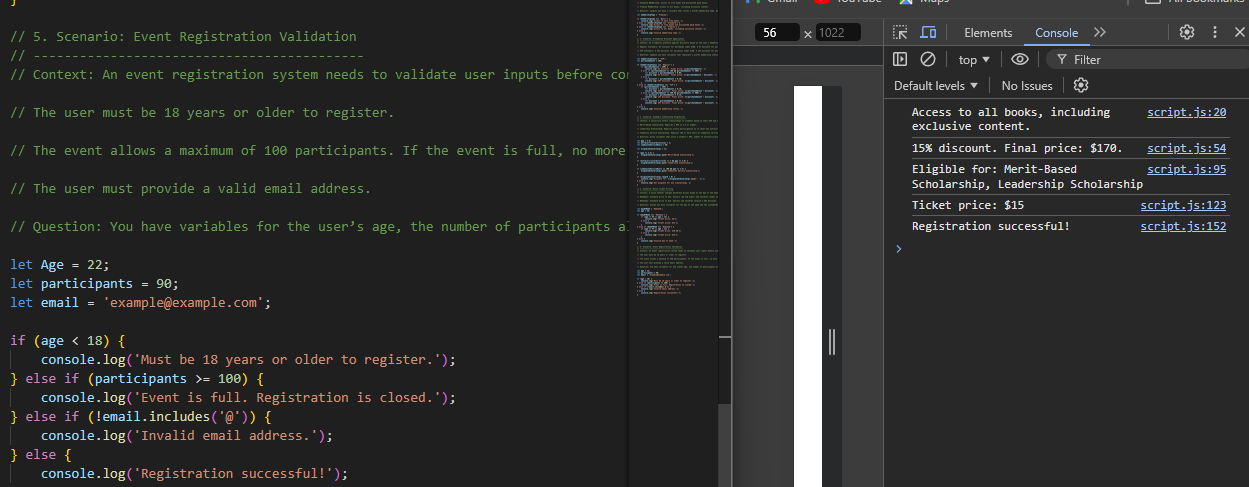 }
// 5. Scenario: Event Registration Validation
// ------------------------------------------
// Context: An event registration system needs to validate user inputs before
// The user must be 18 years or older to register.
// The event allows a maximum of 100 participants. If the event is full, no more
// The user must provide a valid email address.
// Question: You have variables for the user’s age, the number of participants
let Age = 22;
let participants = 90;
let email = 'example@example.com';
if (age < 18) {
console.log('Must be 18 years or older to register.');
} else if (participants >= 100) {
console.log('Event is full. Registration is closed.');
} else if (!email.includes('@')) {
console.log('Invalid email address.');
} else {
console.log('Registration successful!');
Gmail YouTube Maps All Bookmarks
56 × 1022
Elements Console
top Filter
Default levels No Issues
Access to all books, including script.js:20
exclusive content.
15% discount. Final price: $170. script.js:54
Eligible for: Merit-Based script.js:95
Scholarship, Leadership Scholarship
Ticket price: $15 script.js:123
Registration successful! script.js:152